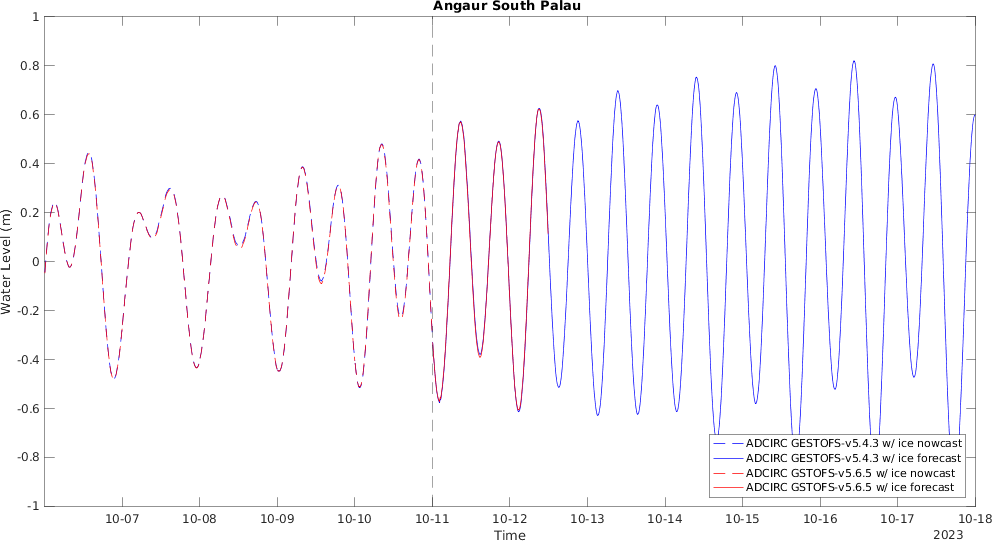 Angaur South Palau
1
0.8
0.6
0.4
0.2
0
-0.2
-0.4
-0.6
-0.8
-1
Water Level (m)
ADCIRC GESTOFS-v5.4.3 w/ ice nowcast
ADCIRC GESTOFS-v5.4.3 w/ ice forecast
ADCIRC GSTOFS-v5.6.5 w/ ice nowcast
ADCIRC GSTOFS-v5.6.5 w/ ice forecast
10-07 10-08 10-09 10-10 10-11 10-12 10-13 10-14 10-15 10-16 10-17 10-18
Time
2023